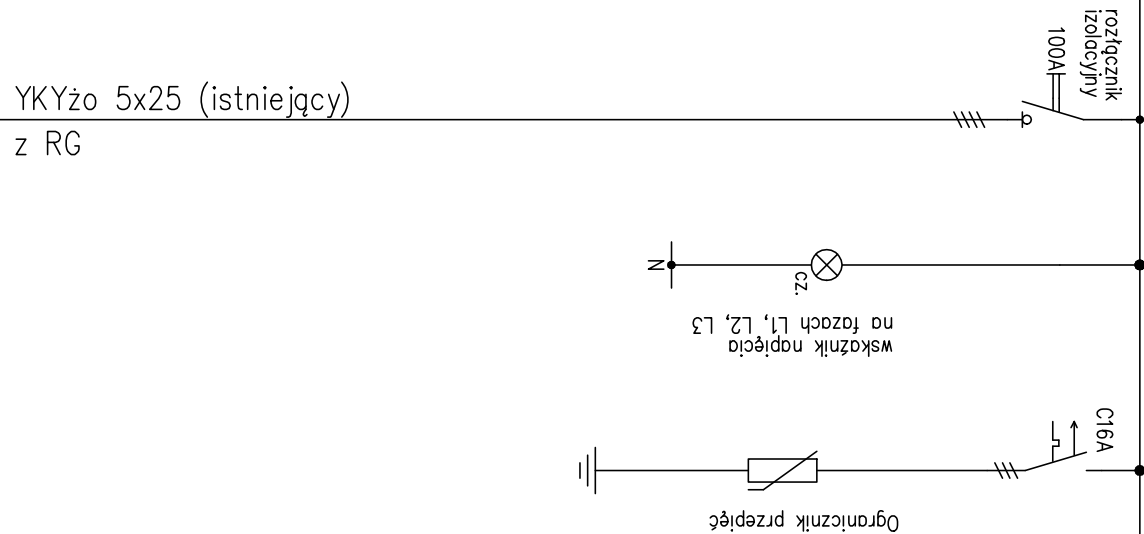 YKYżo 5x25 (istniejący)
z RG
rozłącznik
izolacyjny
100A
N
cz.
wskaźnik napięcia
na fazach L1, L2, L3
C16A
Ogranicznik przepięć